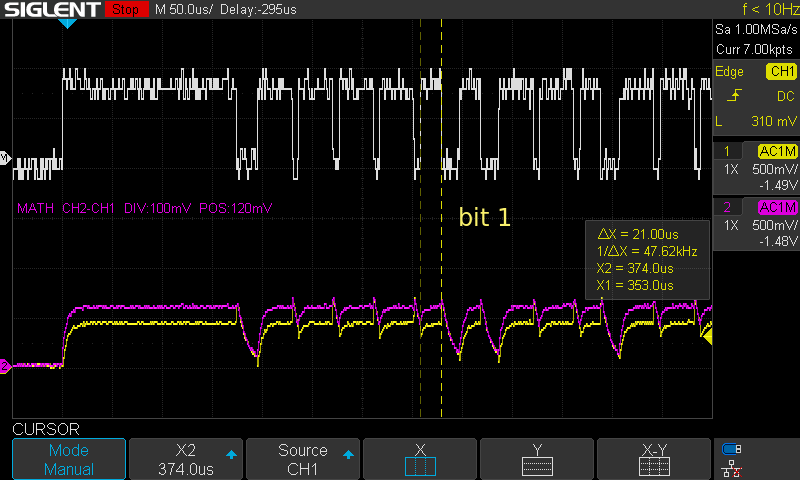 SIGLENT Stop M 50.0us/ Delay:-295us f < 10Hz
Sa 1.00MSa/s
Curr 7.00kpts
Edge CH1
DC
L 310 mV
M
1 AC1M
1X 500mV/
-1.49V
2 AC1M
1X 500mV/
-1.48V
MATH CH2-CH1 DIV:100mV POS:120mV
bit 1
ΔX = 21.00us
1/ΔX = 47.62kHz
X2 = 374.0us
X1 = 353.0us
2
CURSOR
Mode
Manual
X2
374.0us
Source
CH1
X
Y
X-Y